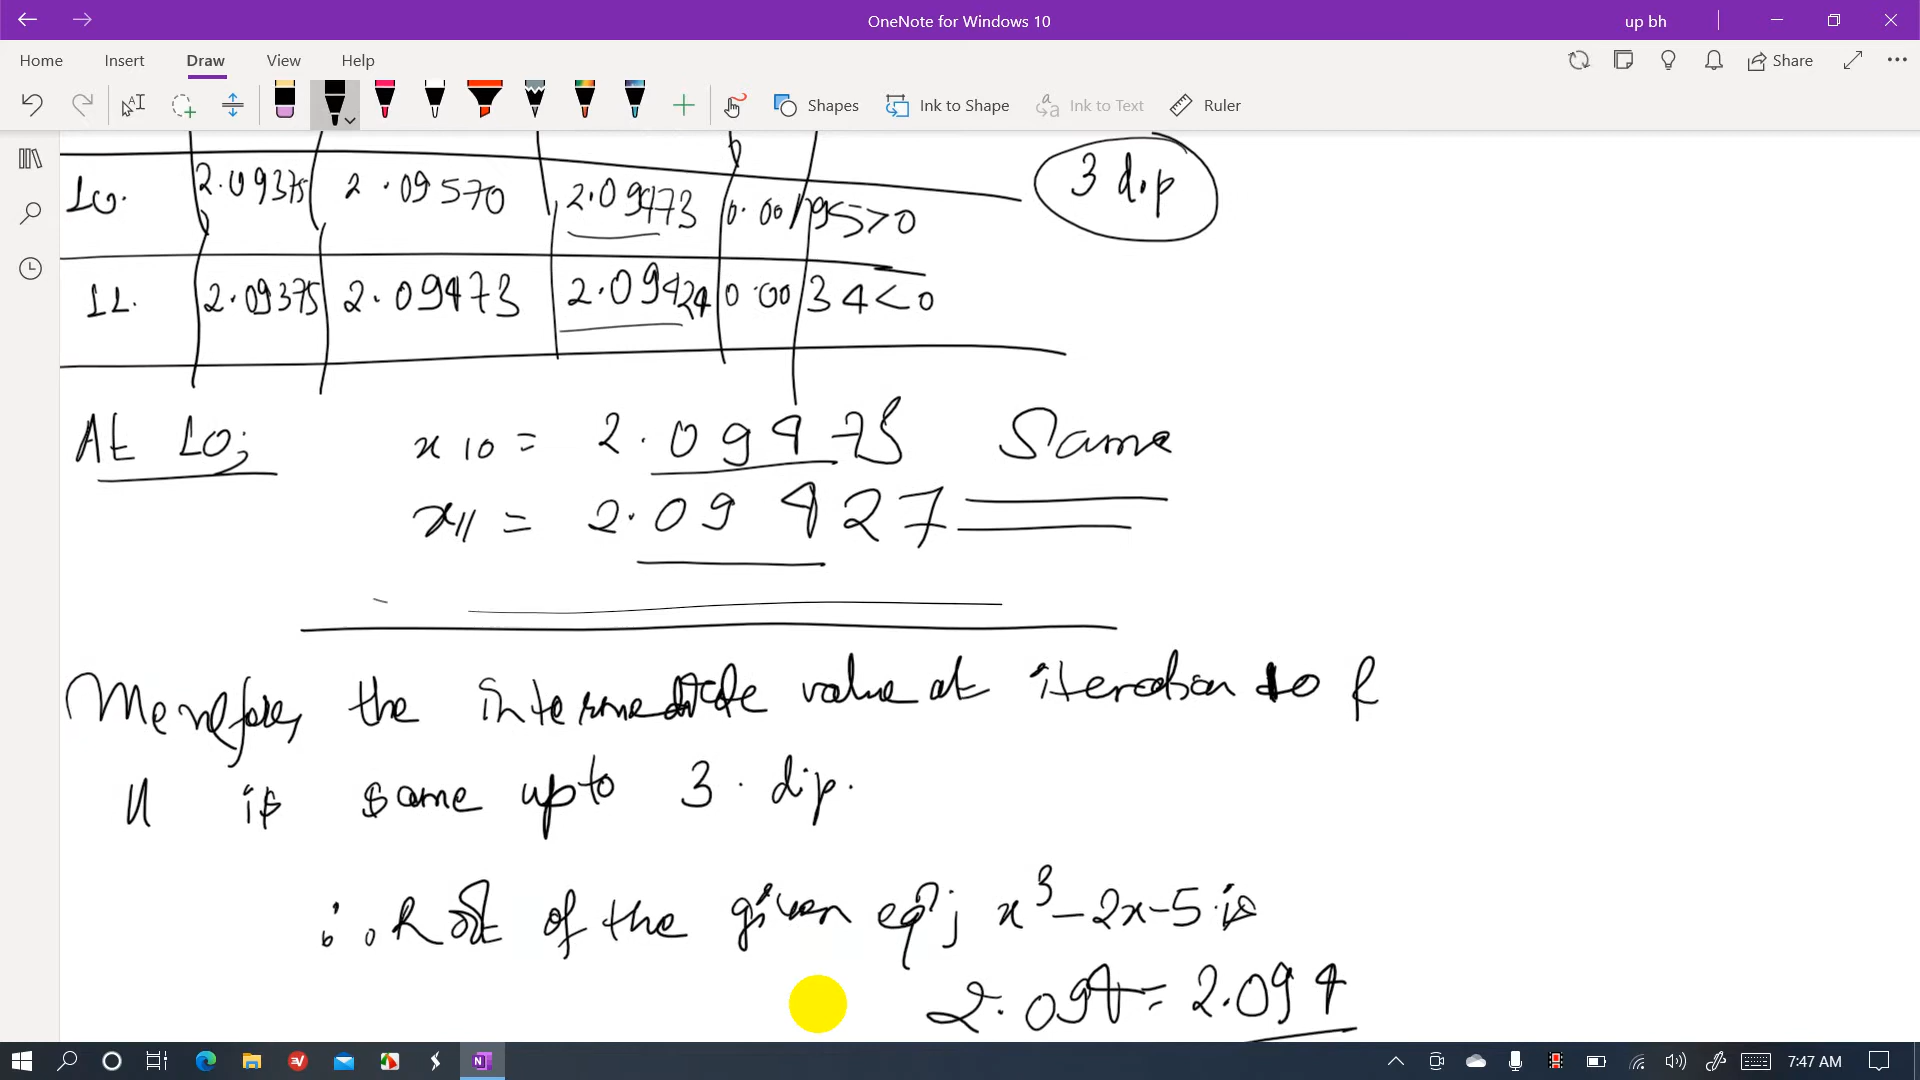 OneNote for Windows 10
up bh
Home Insert Draw View Help
Share
Shapes Ink to Shape Ink to Text Ruler
10. 2.09375 2.09570 2.09473 0.00195>0
3 dip
11. 2.09375 2.09473 2.09424 0.0034<0
At 10; x10 = 2.09475 Same
x11 = 2.09427
Therefore, the intermediate value at iteration 10 &
11 is same upto 3. dip.
∴ Root of the given eqn; x³-2x-5 is
2.094 = 2.094
7:47 AM